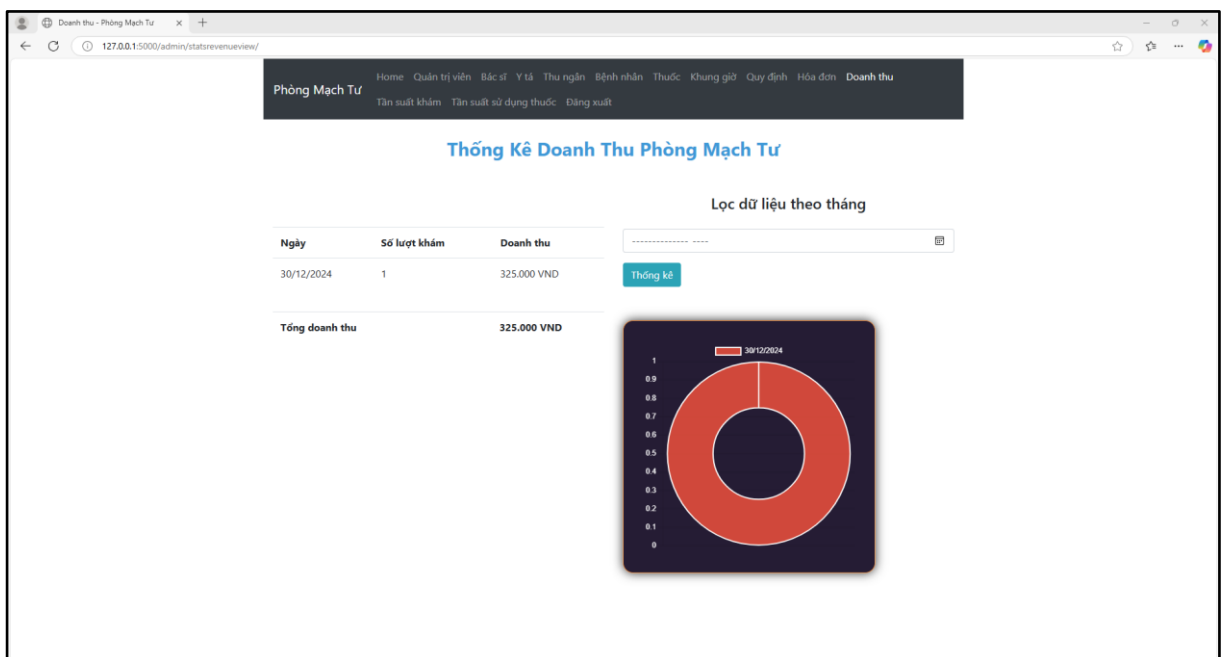 Doanh thu - Phòng Mạch Tư
127.0.0.1:5000/admin/statsrevenueview/
Phòng Mạch Tư
Home Quản trị viên Bác sĩ Y tá Thu ngân Bệnh nhân Thuốc Khung giờ Quy định Hóa đơn Doanh thu
Tần suất khám Tần suất sử dụng thuốc Đăng xuất
Thống Kê Doanh Thu Phòng Mạch Tư
Lọc dữ liệu theo tháng
Ngày Số lượt khám Doanh thu
-------------- ----
30/12/2024 1 325.000 VND
Thống kê
Tổng doanh thu 325.000 VND
30/12/2024
1
0.9
0.8
0.7
0.6
0.5
0.4
0.3
0.2
0.1
0